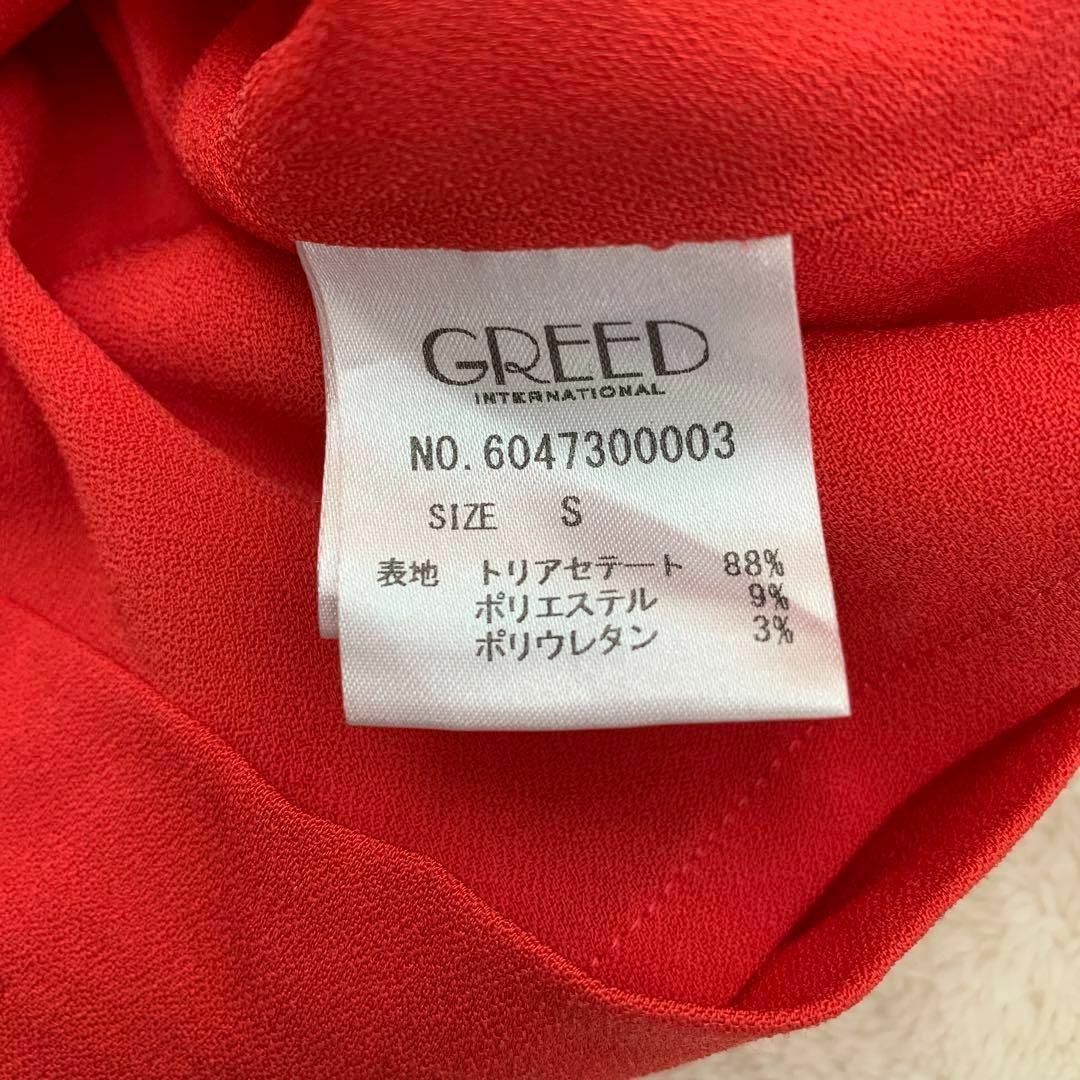 GREED
INTERNATIONAL
NO. 6047300003
SIZE S
表地 トリアセテート 88%
ポリエステル 9%
ポリウレタン 3%